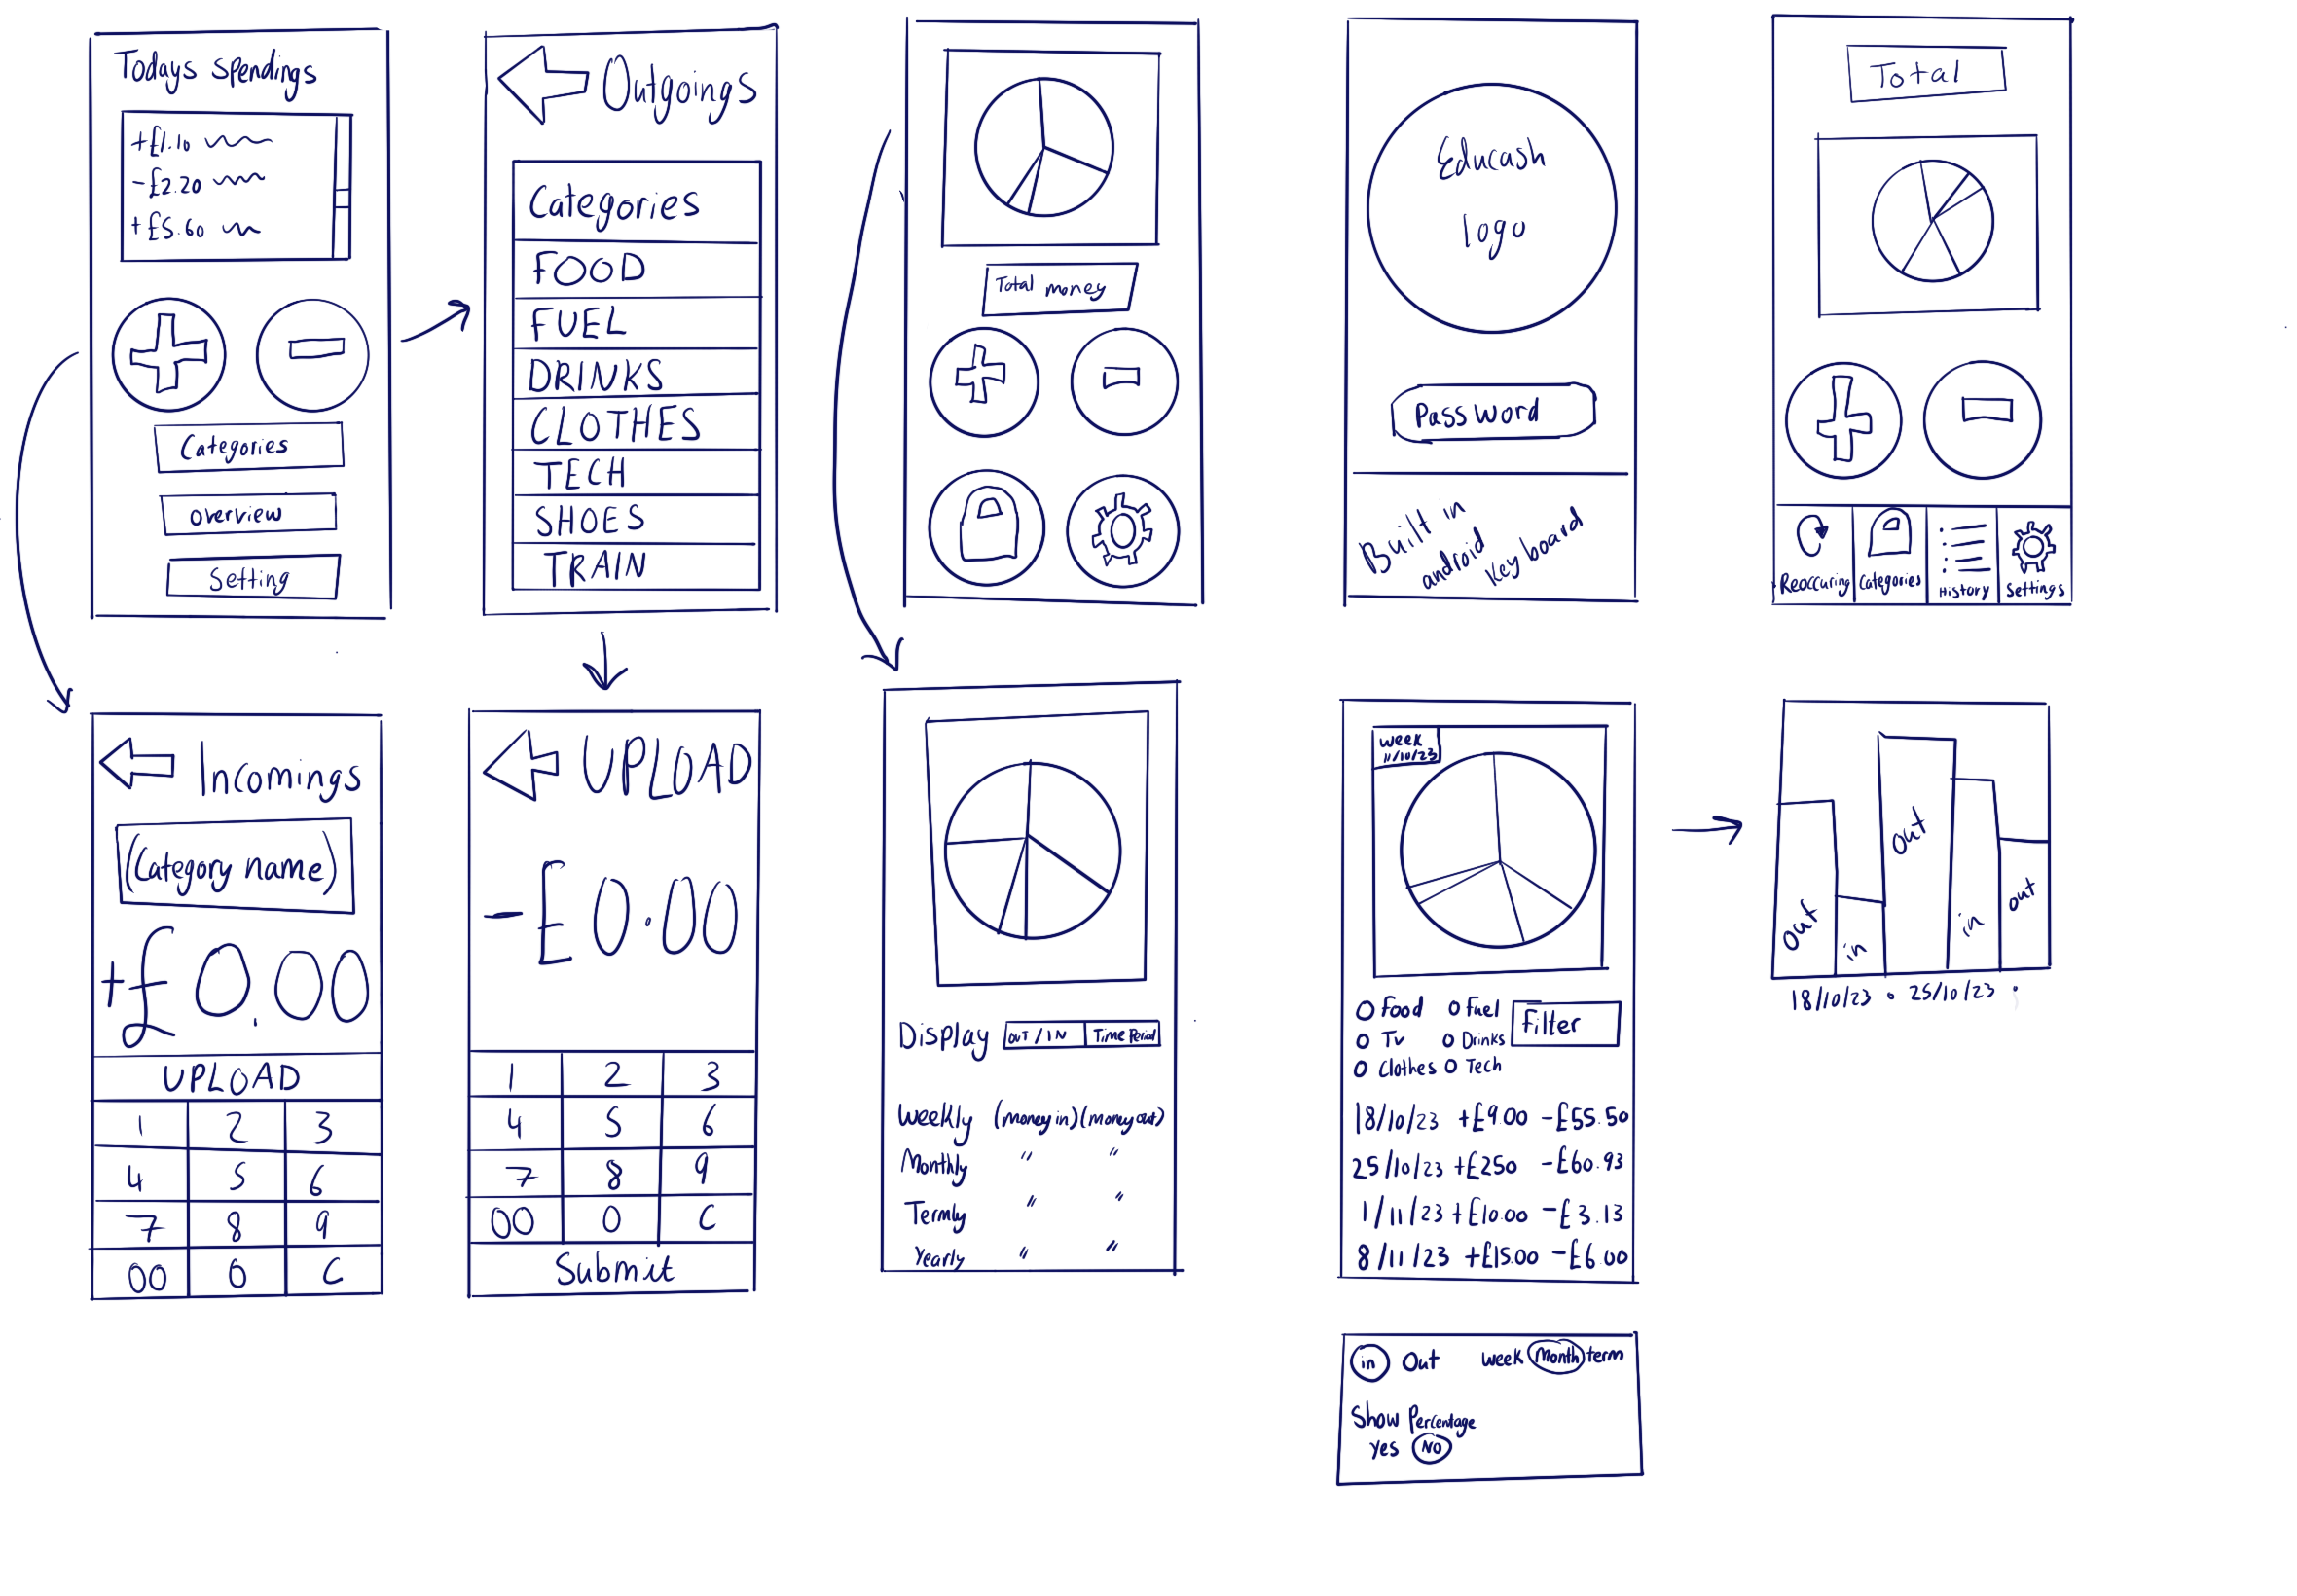 Todays spendings
+£1.10
-£2.20
+£5.60
Categories
overview
Setting
Outgoings
Categories
FOOD
FUEL
DRINKS
CLOTHES
TECH
SHOES
TRAIN
Total money
Educash
logo
Password
Built in
android
Key board
Total
Reoccuring
Categories
History
Settings
Incomings
(Category name)
+£0.00
UPLOAD
1 2 3
4 5 6
7 8 9
00 0 C
UPLOAD
-£0.00
1 2 3
4 5 6
7 8 9
00 0 C
Submit
Display OUT/IN Time Period
Weekly (money in) (money out)
Monthly " "
Termly " "
Yearly " "
week
11/10/23
Food Fuel Filter
Tv Drinks
Clothes Tech
18/10/23 +£9.00 -£55.50
25/10/23 +£250 -£60.93
1/11/23 +£10.00 -£3.13
8/11/23 +£15.00 -£6.00
out in out in out
18/10/23 25/10/23
in Out week Month term
Show Percentage
Yes No